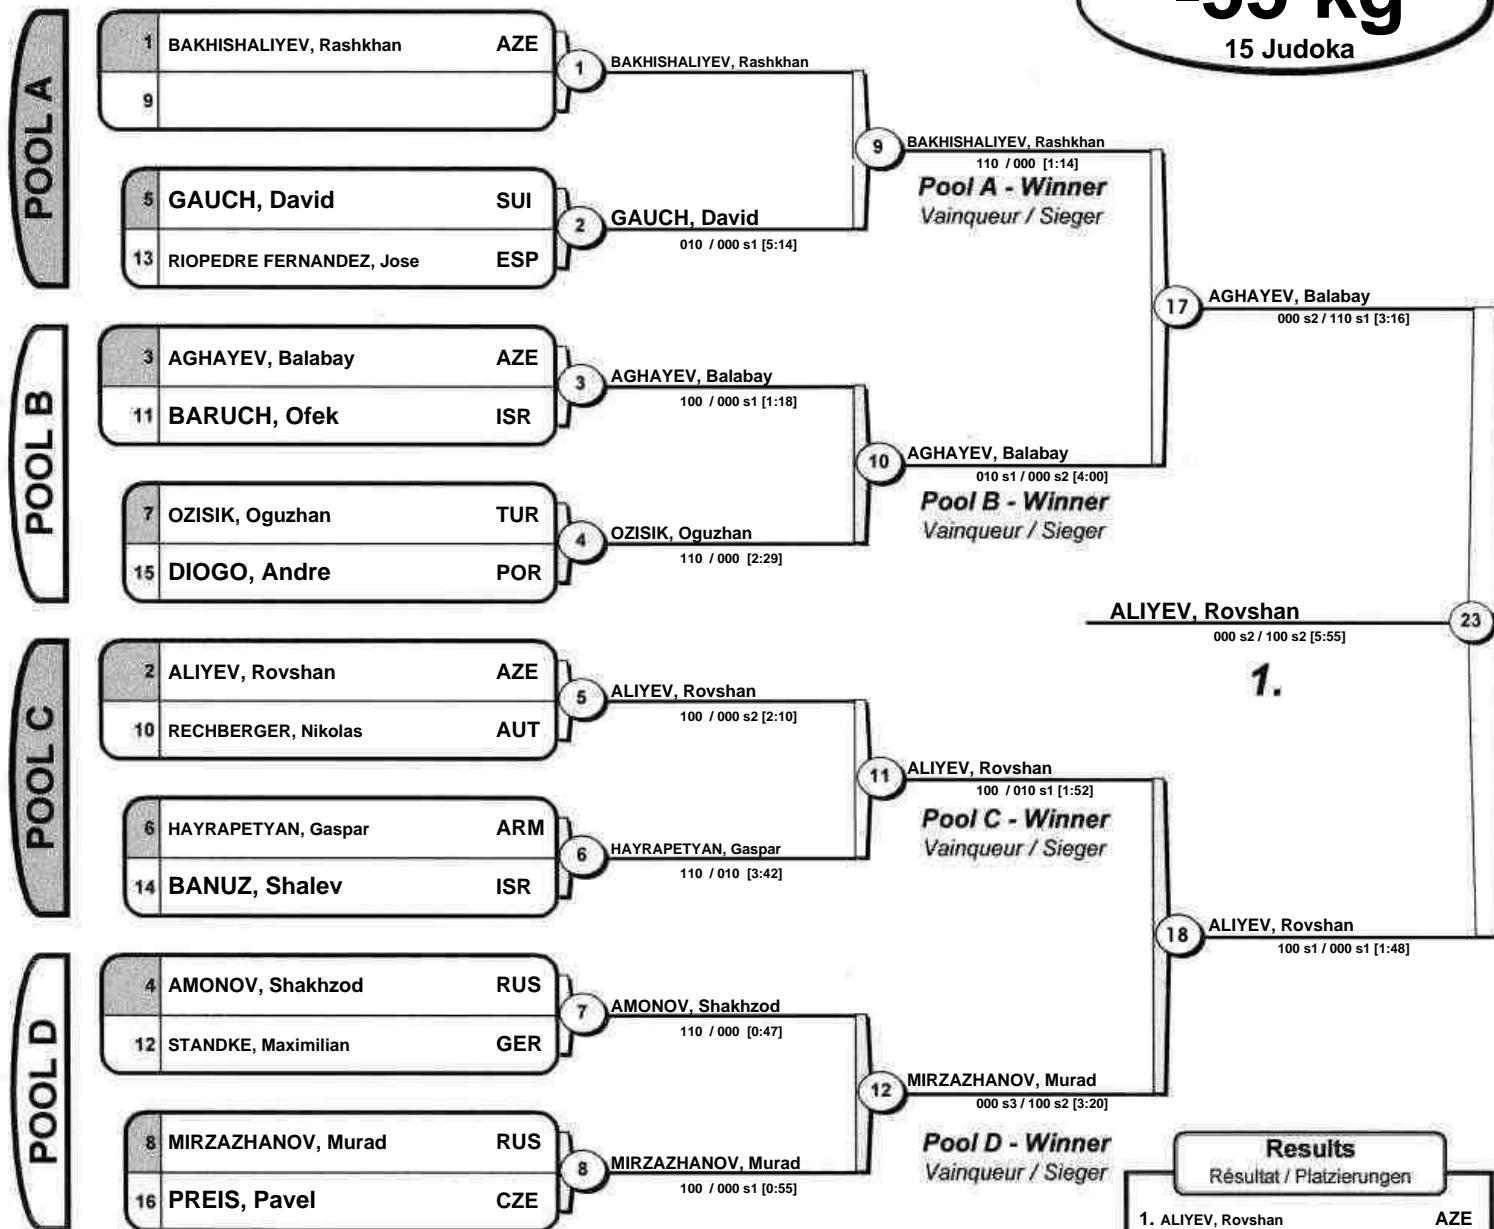 -55 kg
15 Judoka
POOL A
1 BAKHISHALIYEV, Rashkhan AZE
9
1 BAKHISHALIYEV, Rashkhan
5 GAUCH, David SUI
13 RIOPEDRE FERNANDEZ, Jose ESP
2 GAUCH, David
010 / 000 s1 [5:14]
9 BAKHISHALIYEV, Rashkhan
110 / 000 [1:14]
Pool A - Winner
Vainqueur / Sieger
POOL B
3 AGHAYEV, Balabay AZE
11 BARUCH, Ofek ISR
3 AGHAYEV, Balabay
100 / 000 s1 [1:18]
7 OZISIK, Oguzhan TUR
15 DIOGO, Andre POR
4 OZISIK, Oguzhan
110 / 000 [2:29]
10 AGHAYEV, Balabay
010 s1 / 000 s2 [4:00]
Pool B - Winner
Vainqueur / Sieger
17 AGHAYEV, Balabay
000 s2 / 110 s1 [3:16]
ALIYEV, Rovshan 23
000 s2 / 100 s2 [5:55]
1.
POOL C
2 ALIYEV, Rovshan AZE
10 RECHBERGER, Nikolas AUT
5 ALIYEV, Rovshan
100 / 000 s2 [2:10]
6 HAYRAPETYAN, Gaspar ARM
14 BANUZ, Shalev ISR
6 HAYRAPETYAN, Gaspar
110 / 010 [3:42]
11 ALIYEV, Rovshan
100 / 010 s1 [1:52]
Pool C - Winner
Vainqueur / Sieger
18 ALIYEV, Rovshan
100 s1 / 000 s1 [1:48]
POOL D
4 AMONOV, Shakhzod RUS
12 STANDKE, Maximilian GER
7 AMONOV, Shakhzod
110 / 000 [0:47]
8 MIRZAZHANOV, Murad RUS
16 PREIS, Pavel CZE
8 MIRZAZHANOV, Murad
100 / 000 s1 [0:55]
12 MIRZAZHANOV, Murad
000 s3 / 100 s2 [3:20]
Pool D - Winner
Vainqueur / Sieger
Results
Résultat / Platzierungen
1. ALIYEV, Rovshan AZE